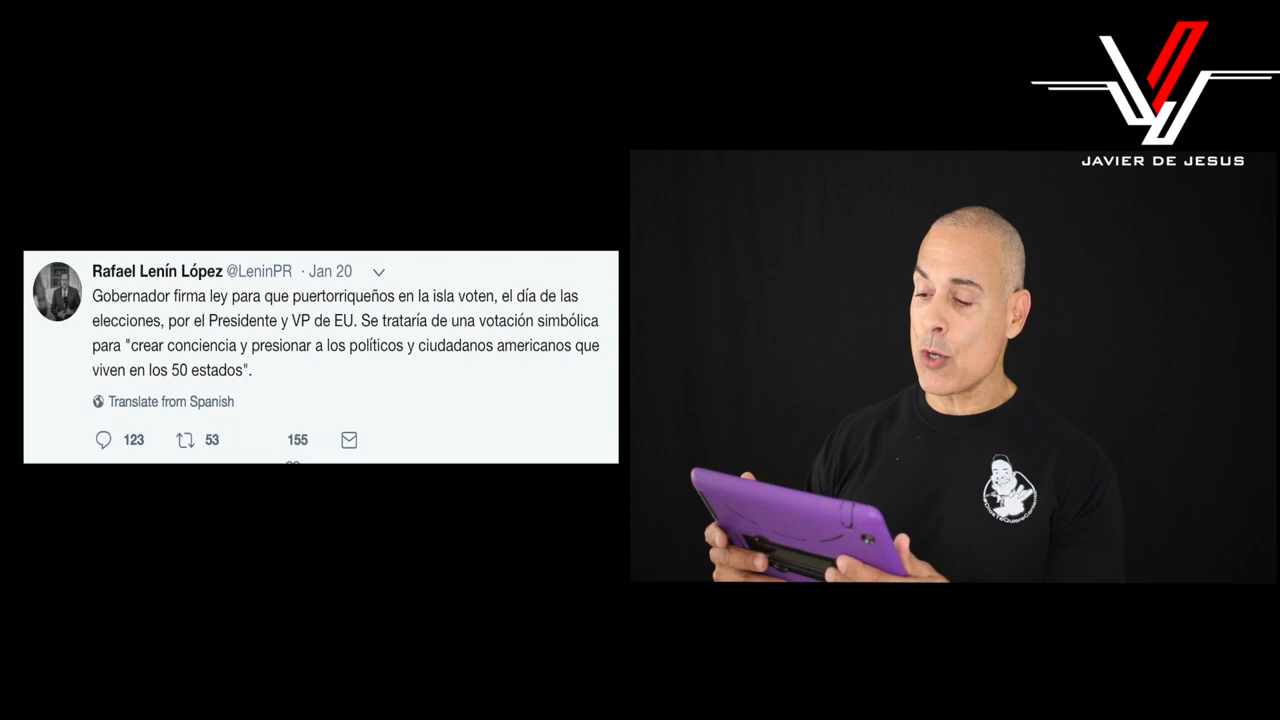 JAVIER DE JESUS
Rafael Lenín López @LeninPR · Jan 20
Gobernador firma ley para que puertorriqueños en la isla voten, el día de las
elecciones, por el Presidente y VP de EU. Se trataría de una votación simbólica
para "crear conciencia y presionar a los políticos y ciudadanos americanos que
viven en los 50 estados".
Translate from Spanish
123 53 155